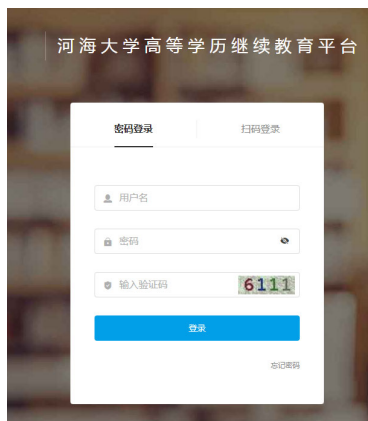 河海大学高等学历继续教育平台
密码登录 扫码登录
用户名
密码
输入验证码 6111
登录
忘记密码